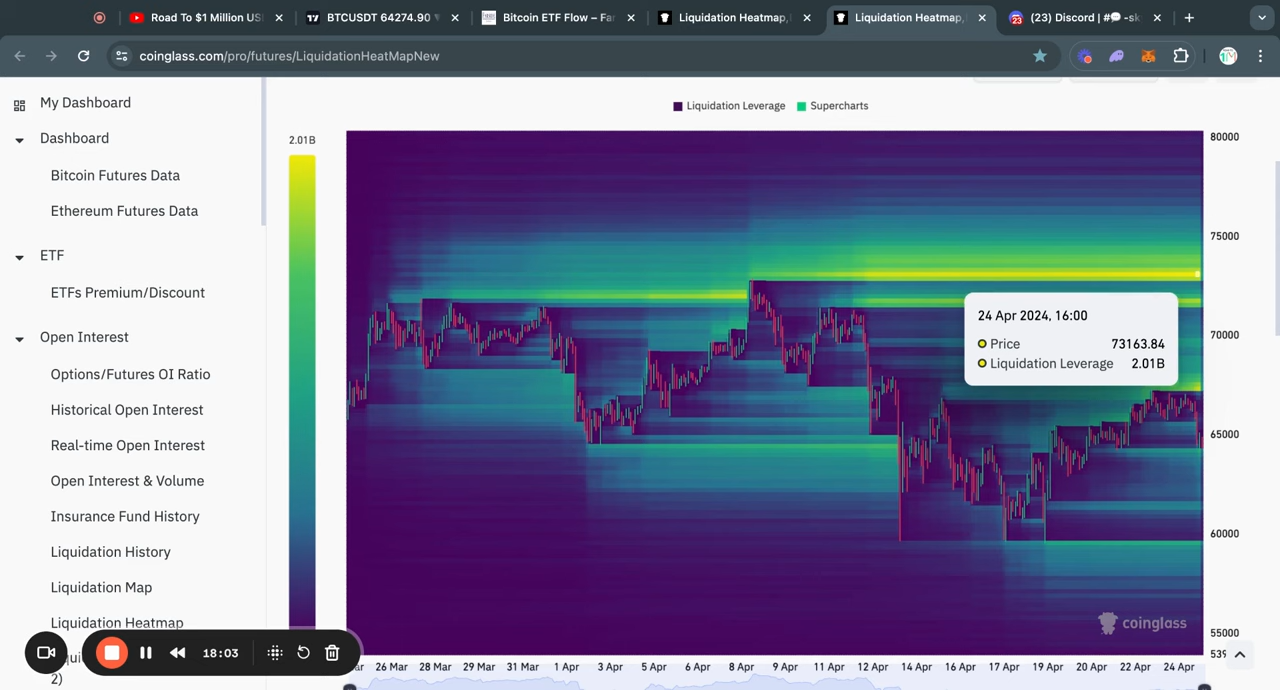 Road To $1 Million US
BTCUSDT 64274.90
Bitcoin ETF Flow – Far
Liquidation Heatmap,
Liquidation Heatmap,
(23) Discord | #💬-sk
23
coinglass.com/pro/futures/LiquidationHeatMapNew
My Dashboard
Dashboard
Bitcoin Futures Data
Ethereum Futures Data
ETF
ETFs Premium/Discount
Open Interest
Options/Futures OI Ratio
Historical Open Interest
Real-time Open Interest
Open Interest & Volume
Insurance Fund History
Liquidation History
Liquidation Map
Liquidation Heatmap
2)
18:03
Liquidation Leverage
Supercharts
2.01B
80000
75000
70000
65000
60000
55000
24 Apr 2024, 16:00
Price 73163.84
Liquidation Leverage 2.01B
coinglass
26 Mar 28 Mar 29 Mar 31 Mar 1 Apr 3 Apr 5 Apr 6 Apr 8 Apr 9 Apr 11 Apr 12 Apr 14 Apr 16 Apr 17 Apr 19 Apr 20 Apr 22 Apr 24 Apr